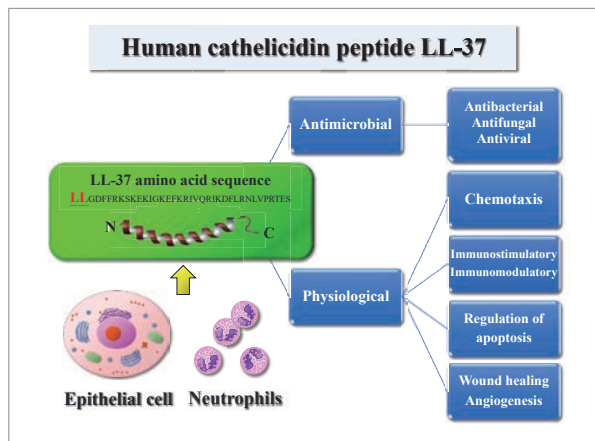 Human cathelicidin peptide LL-37
Antimicrobial
Antibacterial
Antifungal
Antiviral
LL-37 amino acid sequence
LLGDFFRKSKEKIGKEFKRIVQRIKDFLRNLVPRTES
N
C
Chemotaxis
Physiological
Immunostimulatory
Immunomodulatory
Regulation of
apoptosis
Wound healing
Angiogenesis
Epithelial cell
Neutrophils